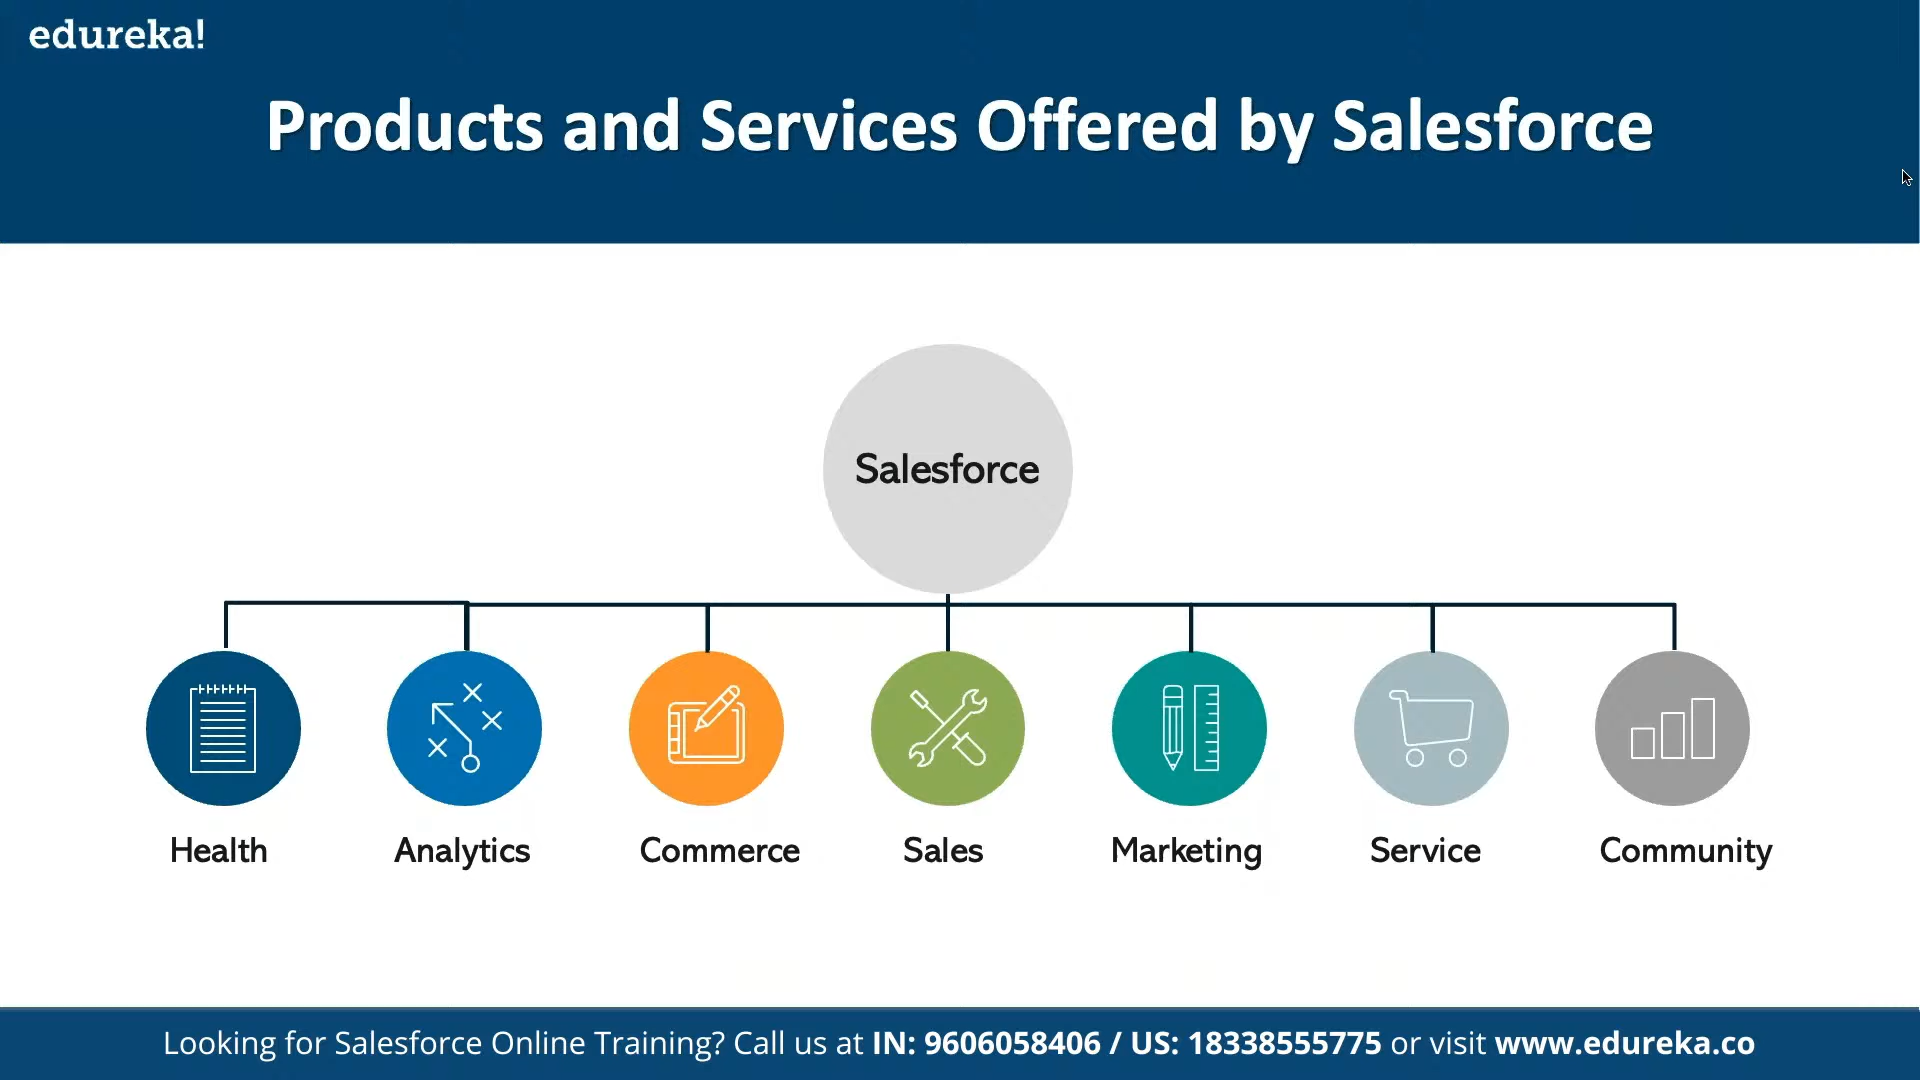 edureka!
Products and Services Offered by Salesforce
Salesforce
Health
Analytics
Commerce
Sales
Marketing
Service
Community
Looking for Salesforce Online Training? Call us at IN: 9606058406 / US: 18338555775 or visit www.edureka.co